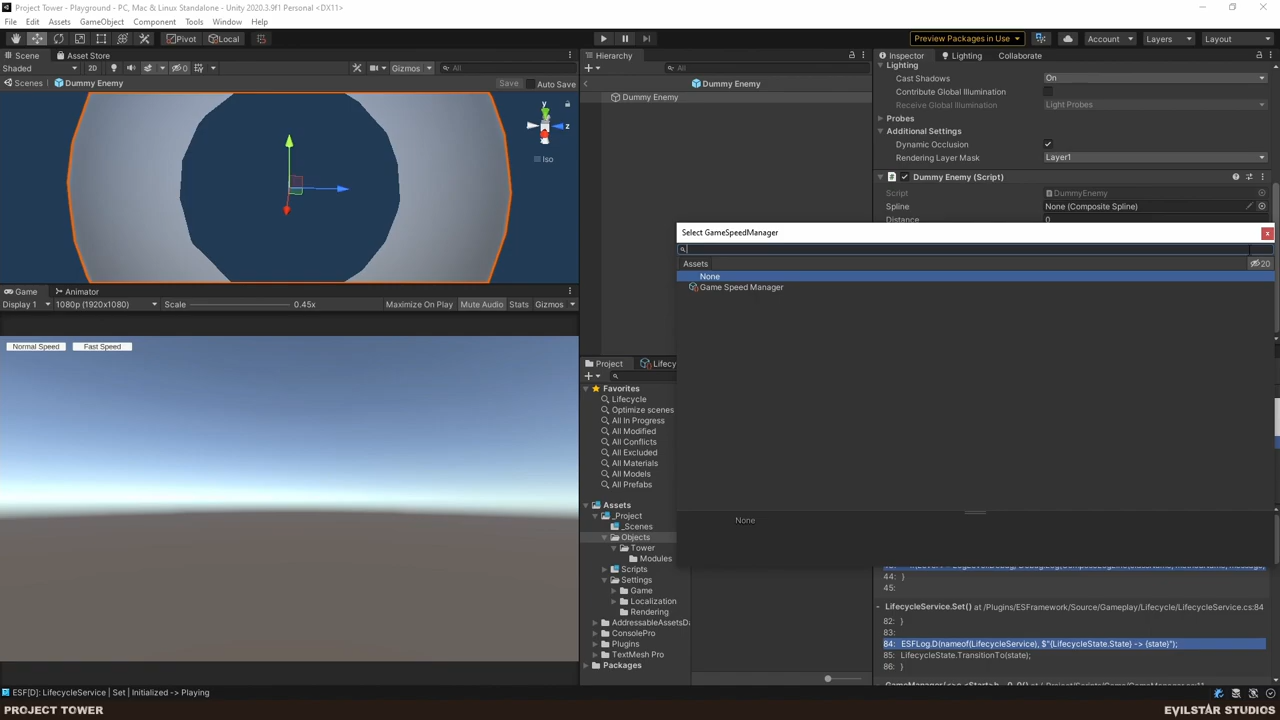 Project Tower - Playground - PC, Mac & Linux Standalone - Unity 2020.3.9f1 Personal <DX11>
File Edit Assets GameObject Component Tools Window Help
Pivot Local Preview Packages in Use Account Layers Layout
Scene Asset Store
Shaded 2D 0 Gizmos All
Scenes Dummy Enemy Save Auto Save
y
z
Iso
Game Animator
Display 1 1080p (1920x1080) Scale 0.45x Maximize On Play Mute Audio Stats Gizmos
Normal Speed Fast Speed
Hierarchy
All
Dummy Enemy
Dummy Enemy
Inspector Lighting Collaborate
Lighting
Cast Shadows On
Contribute Global Illumination
Receive Global Illumination Light Probes
Probes
Additional Settings
Dynamic Occlusion
Rendering Layer Mask Layer1
Dummy Enemy (Script)
Script DummyEnemy
Spline None (Composite Spline)
Distance 0
Select GameSpeedManager
Assets 20
None
Game Speed Manager
None
Project Lifecy
Favorites
Lifecycle
Optimize scenes
All In Progress
All Modified
All Conflicts
All Excluded
All Materials
All Models
All Prefabs
Assets
_Project
_Scenes
Objects
Tower
Modules
Scripts
Settings
Game
Localization
Rendering
AddressableAssetsDa
ConsolePro
Plugins
TextMesh Pro
Packages
44: }
45:
LifecycleService.Set() at /Plugins/ESFramework/Source/Gameplay/Lifecycle/LifecycleService.cs:84
82: }
83:
84: ESFLog.D(nameof(LifecycleService), $"{LifecycleState.State} -> {state}");
85: LifecycleState.TransitionTo(state);
86: }
ESF[D]: LifecycleService | Set | Initialized -> Playing
PROJECT TOWER
EVILSTAR STUDIOS